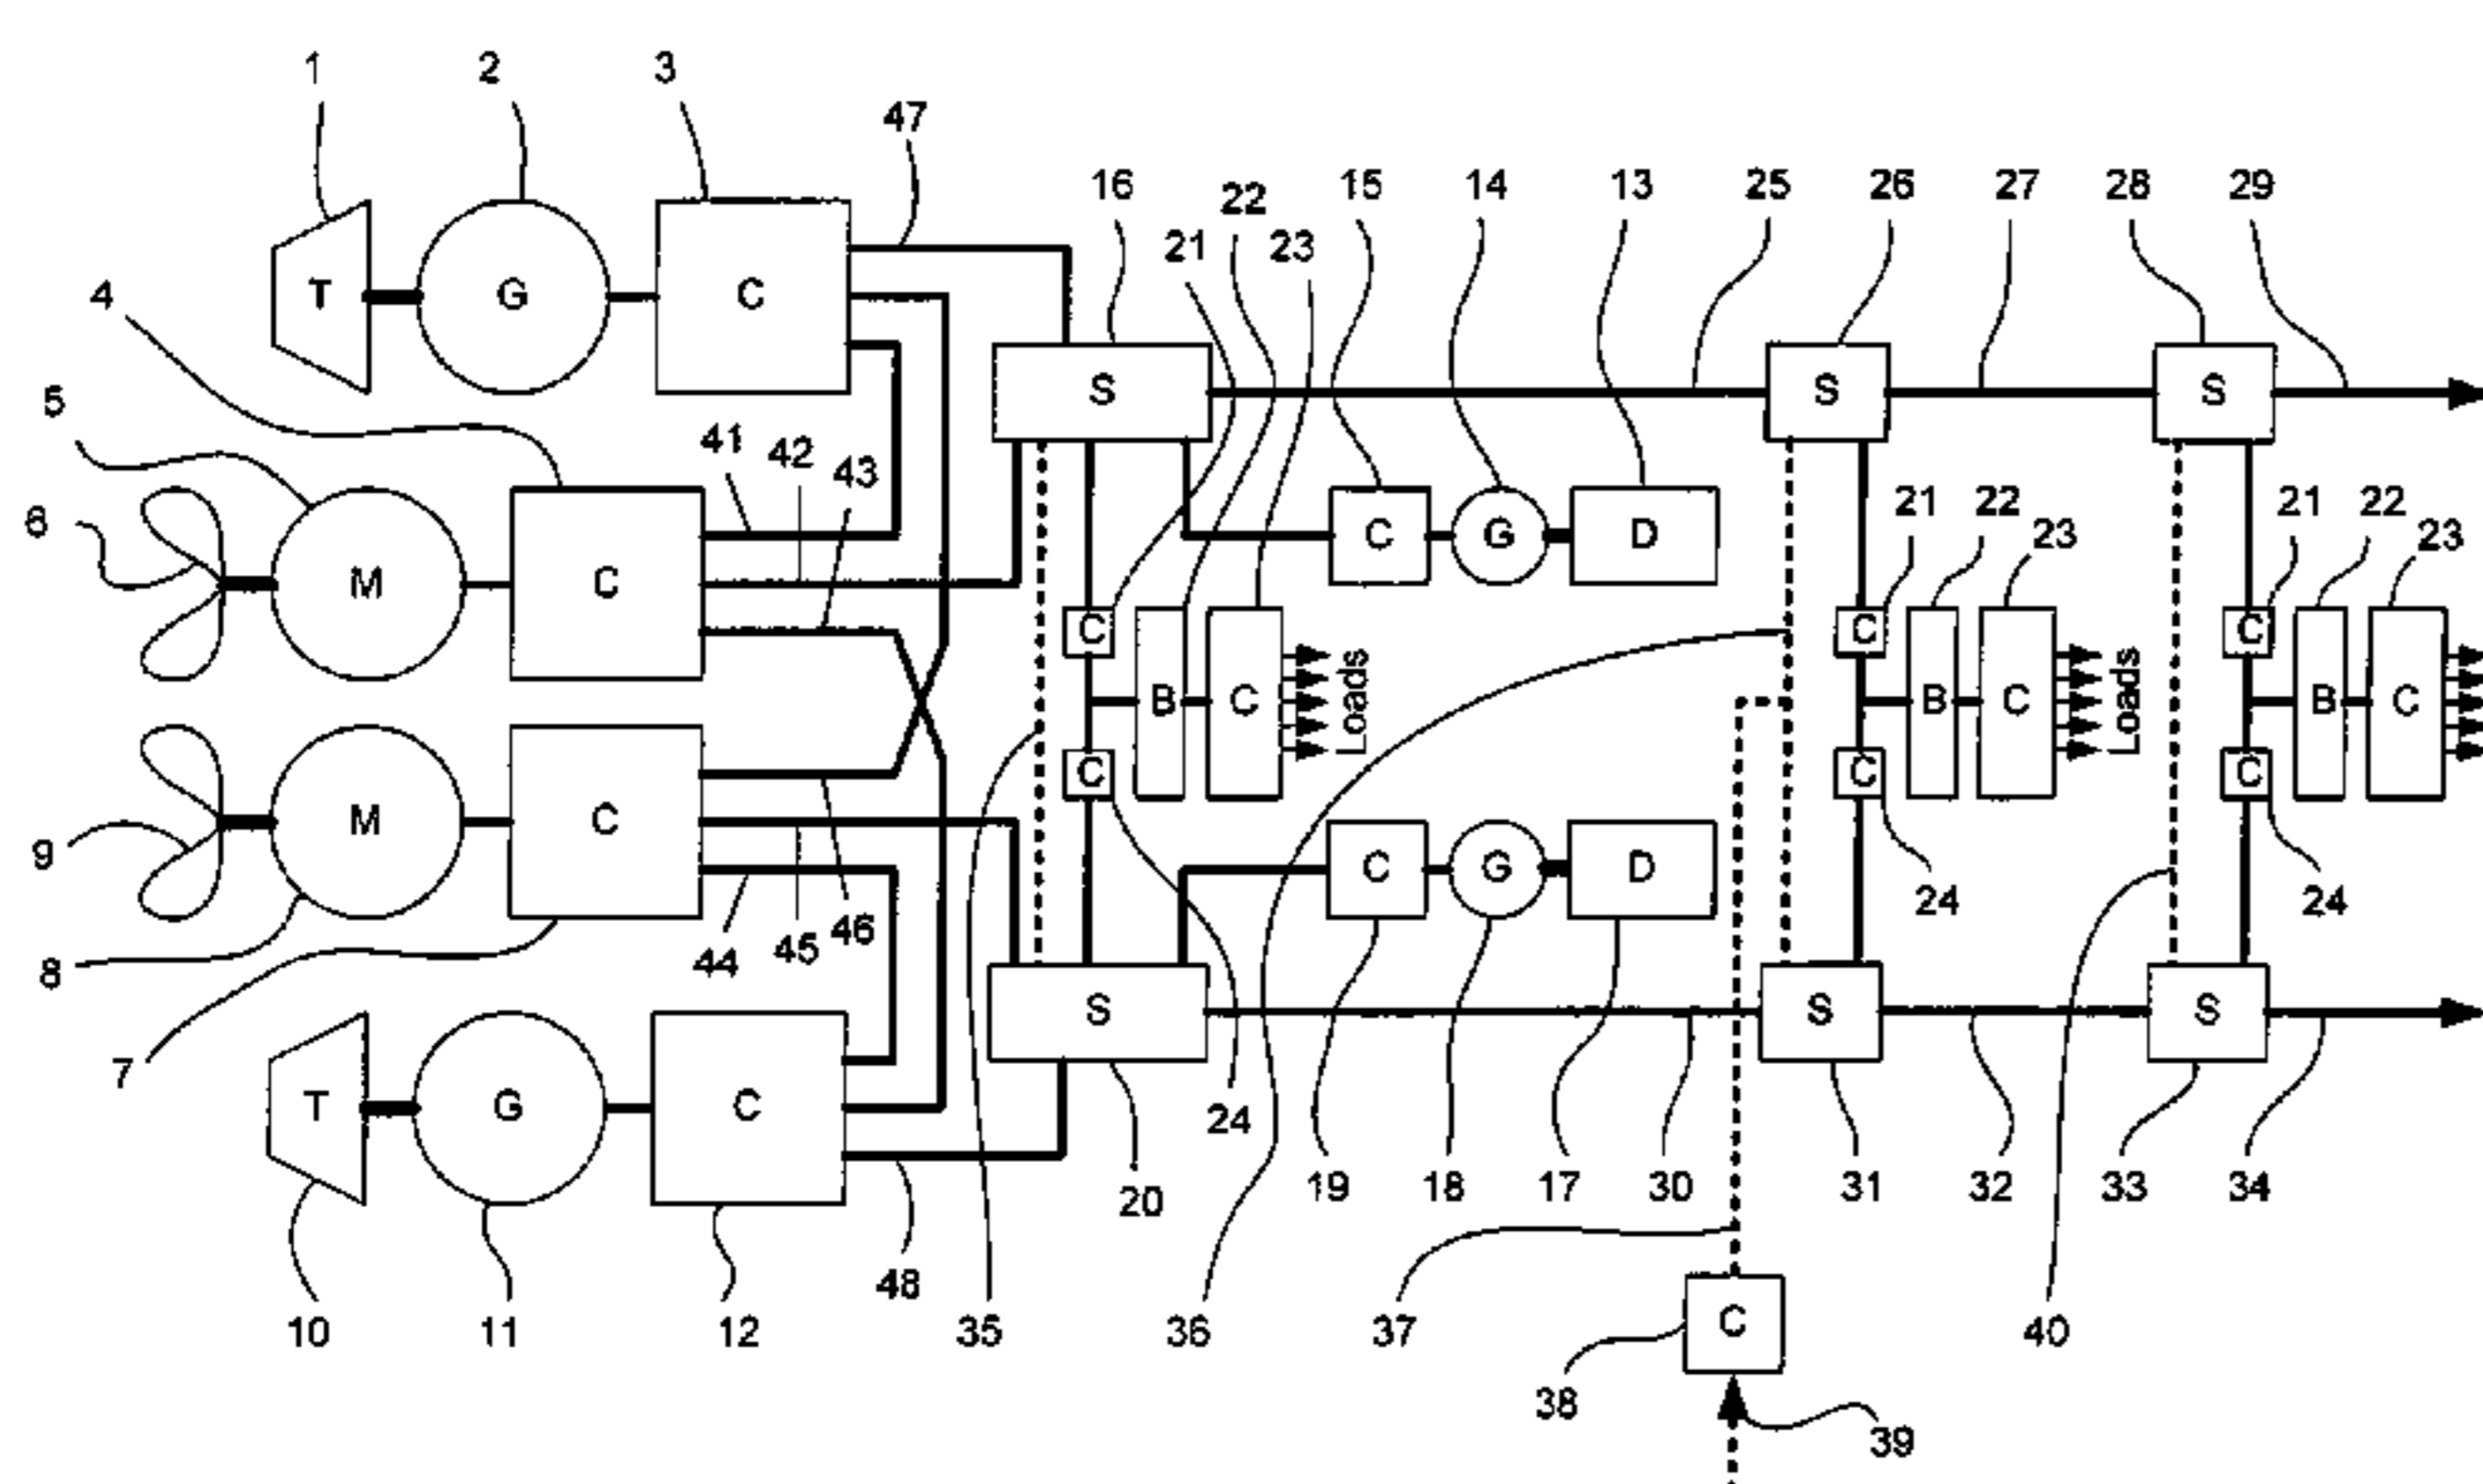 1 2 3
47
16 22 15 14 13 25 26 27 28 29
21 23
T G C
4
S S S
5
41 42 43
6
M C
C G D
21 22 23 21 22 23
C C C
B C Loads B C Loads B C
C C C
9
M C
C G D
24 24
8
44 45 46
S S S
7
T G C
24
20 19 18 17 30 31 32 33 34
48
10 11 12 35 36 37 C 40
38
39